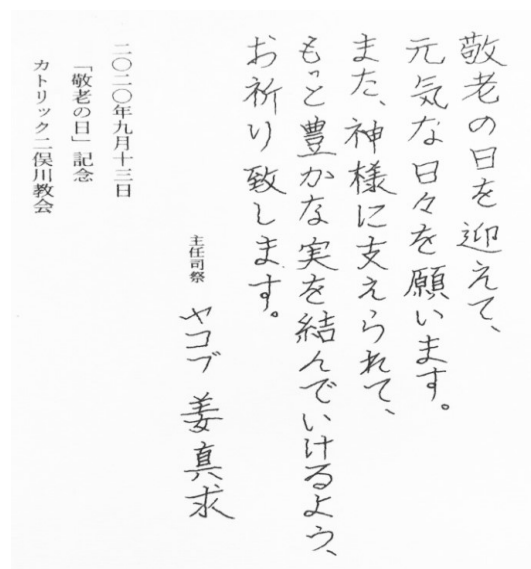 敬老の日を迎えて、
元気な日々を願います。
また、神様に支えられて、
もっと豊かな実を結んでいけるよう、
お祈り致します。
主任司祭 ヤコブ 姜真求
二〇二〇年九月十三日
「敬老の日」記念
カトリック二俣川教会